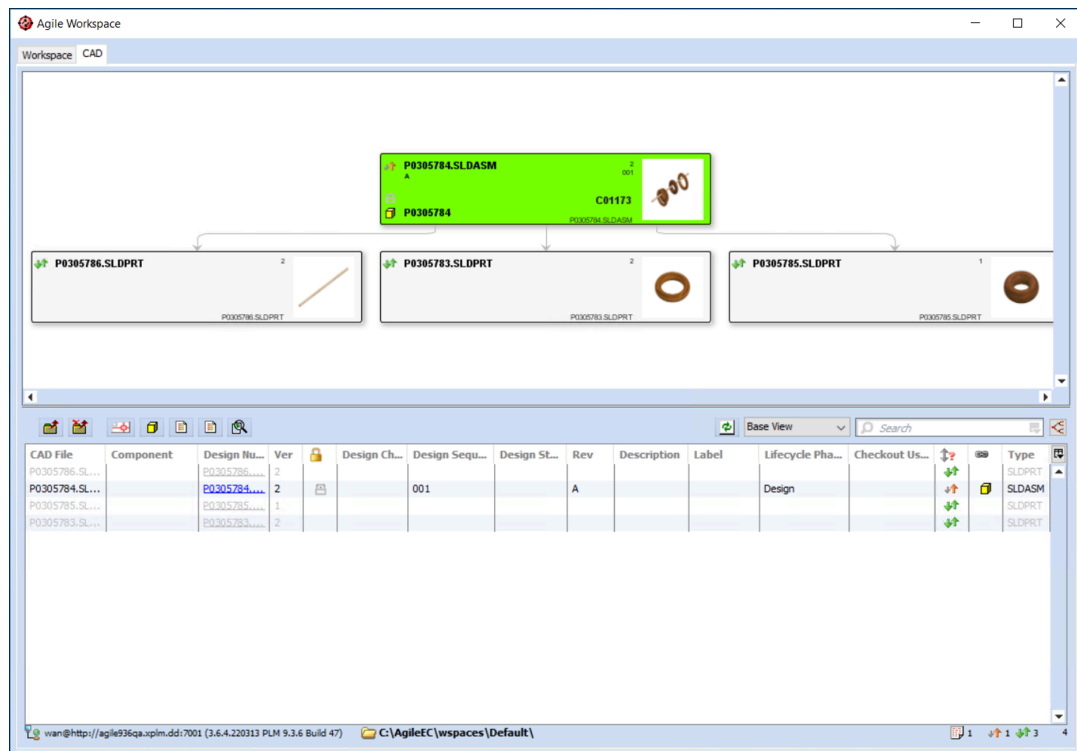 Agile Workspace
Workspace CAD
P0305784.SLDASM 2
A 001
C01173
P0305784
P0305784.SLDASM
P0305786.SLDPRT 2
P0305786.SLDPRT
P0305783.SLDPRT 2
P0305783.SLDPRT
P0305785.SLDPRT 1
P0305785.SLDPRT
Base View Search
CAD File Component Design Nu... Ver Design Ch... Design Sequ... Design St... Rev Description Label Lifecycle Pha... Checkout Us... Type
P0305786.SL... P0305786.... 2 SLDPRT
P0305784.SL... P0305784.... 2 001 A Design SLDASM
P0305785.SL... P0305785.... 1 SLDPRT
P0305783.SL... P0305783.... 2 SLDPRT
wan@http://agile936qa.xplm.dd:7001 (3.6.4.220313 PLM 9.3.6 Build 47) C:\AgileEC\wspaces\Default\ 1 1 3 4